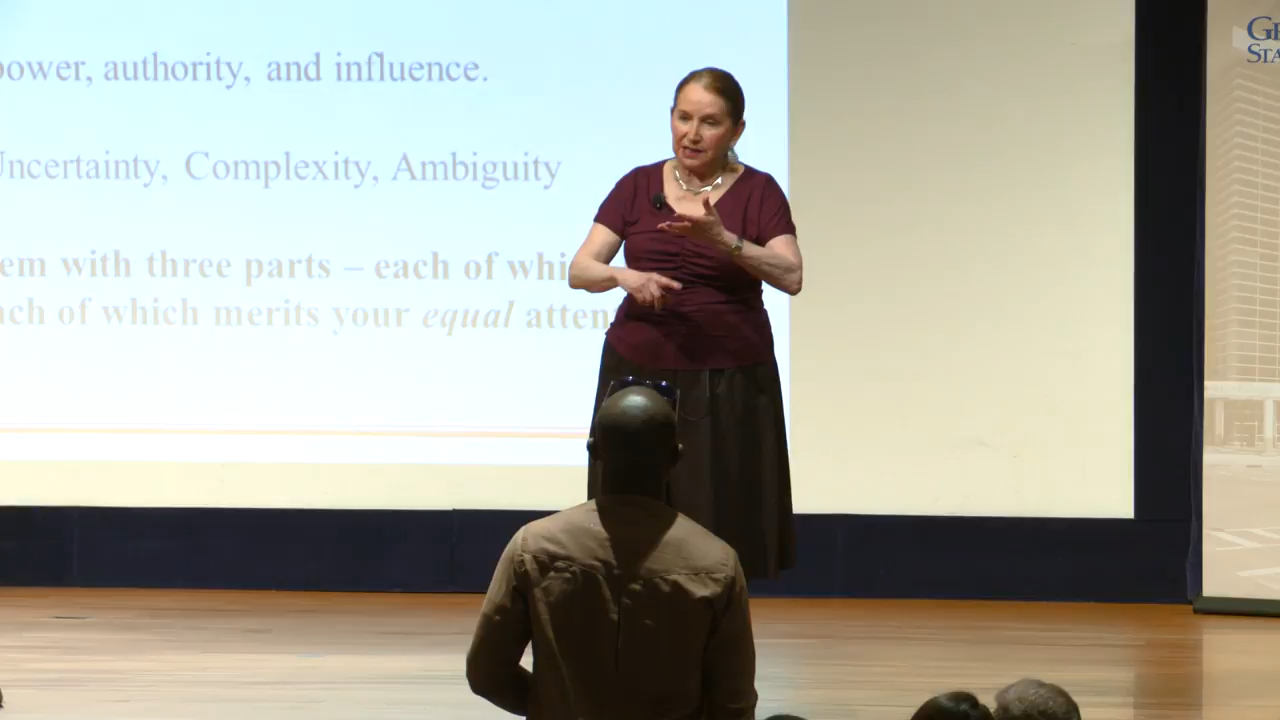 power, authority, and influence.
Uncertainty, Complexity, Ambiguity
em with three parts – each of whi
ach of which merits your equal atten